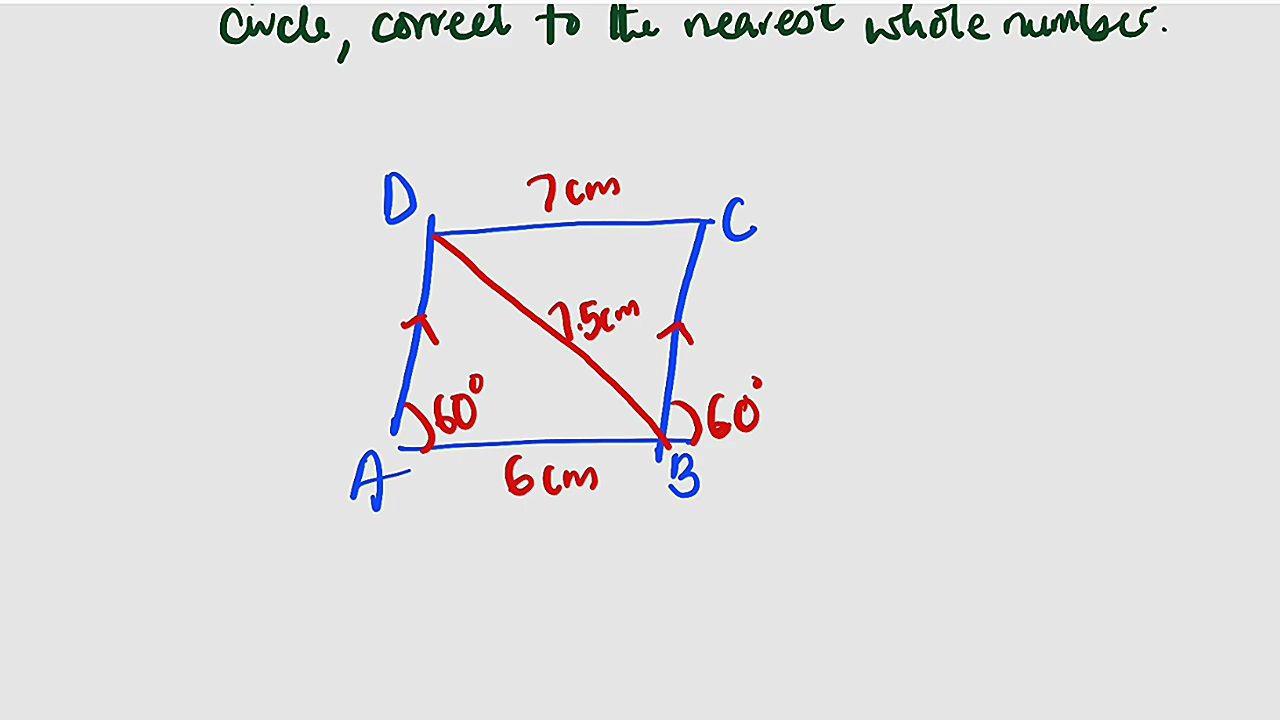 circle, correct to the nearest whole number.
7cm
D
C
7.5cm
60°
60°
A
6cm
B